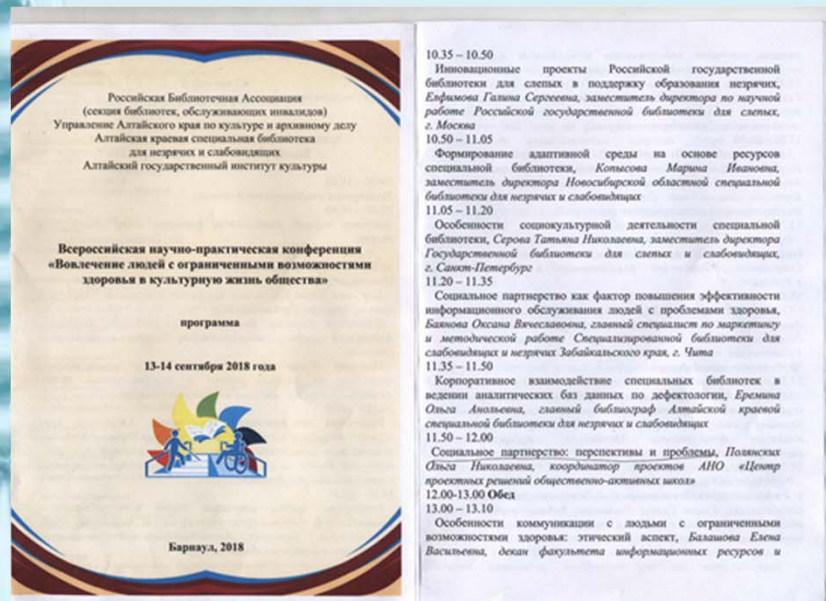 Российская Библиотечная Ассоциация
(секция библиотек, обслуживающих инвалидов)
Управление Алтайского края по культуре и архивному делу
Алтайская краевая специальная библиотека
для незрячих и слабовидящих
Алтайский государственный институт культуры
Всероссийская научно-практическая конференция
«Вовлечение людей с ограниченными возможностями
здоровья в культурную жизнь общества»
программа
13-14 сентября 2018 года
Барнаул, 2018
10.35 – 10.50
Инновационные проекты Российской государственной
библиотеки для слепых в поддержку образования незрячих,
Елфимова Галина Сергеевна, заместитель директора по научной
работе Российской государственной библиотеки для слепых,
г. Москва
10.50 – 11.05
Формирование адаптивной среды на основе ресурсов
специальной библиотеки, Копысова Марина Ивановна,
заместитель директора Новосибирской областной специальной
библиотеки для незрячих и слабовидящих
11.05 – 11.20
Особенности социокультурной деятельности специальной
библиотеки, Серова Татьяна Николаевна, заместитель директора
Государственной библиотеки для слепых и слабовидящих,
г. Санкт-Петербург
11.20 – 11.35
Социальное партнерство как фактор повышения эффективности
информационного обслуживания людей с проблемами здоровья,
Баянова Оксана Вячеславовна, главный специалист по маркетингу
и методической работе Специализированной библиотеки для
слабовидящих и незрячих Забайкальского края, г. Чита
11.35 – 11.50
Корпоративное взаимодействие специальных библиотек в
ведении аналитических баз данных по дефектологии, Еремина
Ольга Анольевна, главный библиограф Алтайской краевой
специальной библиотеки для незрячих и слабовидящих
11.50 – 12.00
Социальное партнерство: перспективы и проблемы, Полянских
Ольга Николаевна, координатор проектов АНО «Центр
проектных решений общественно-активных школ»
12.00-13.00 Обед
13.00 – 13.10
Особенности коммуникации с людьми с ограниченными
возможностями здоровья: этический аспект, Балашова Елена
Васильевна, декан факультета информационных ресурсов и